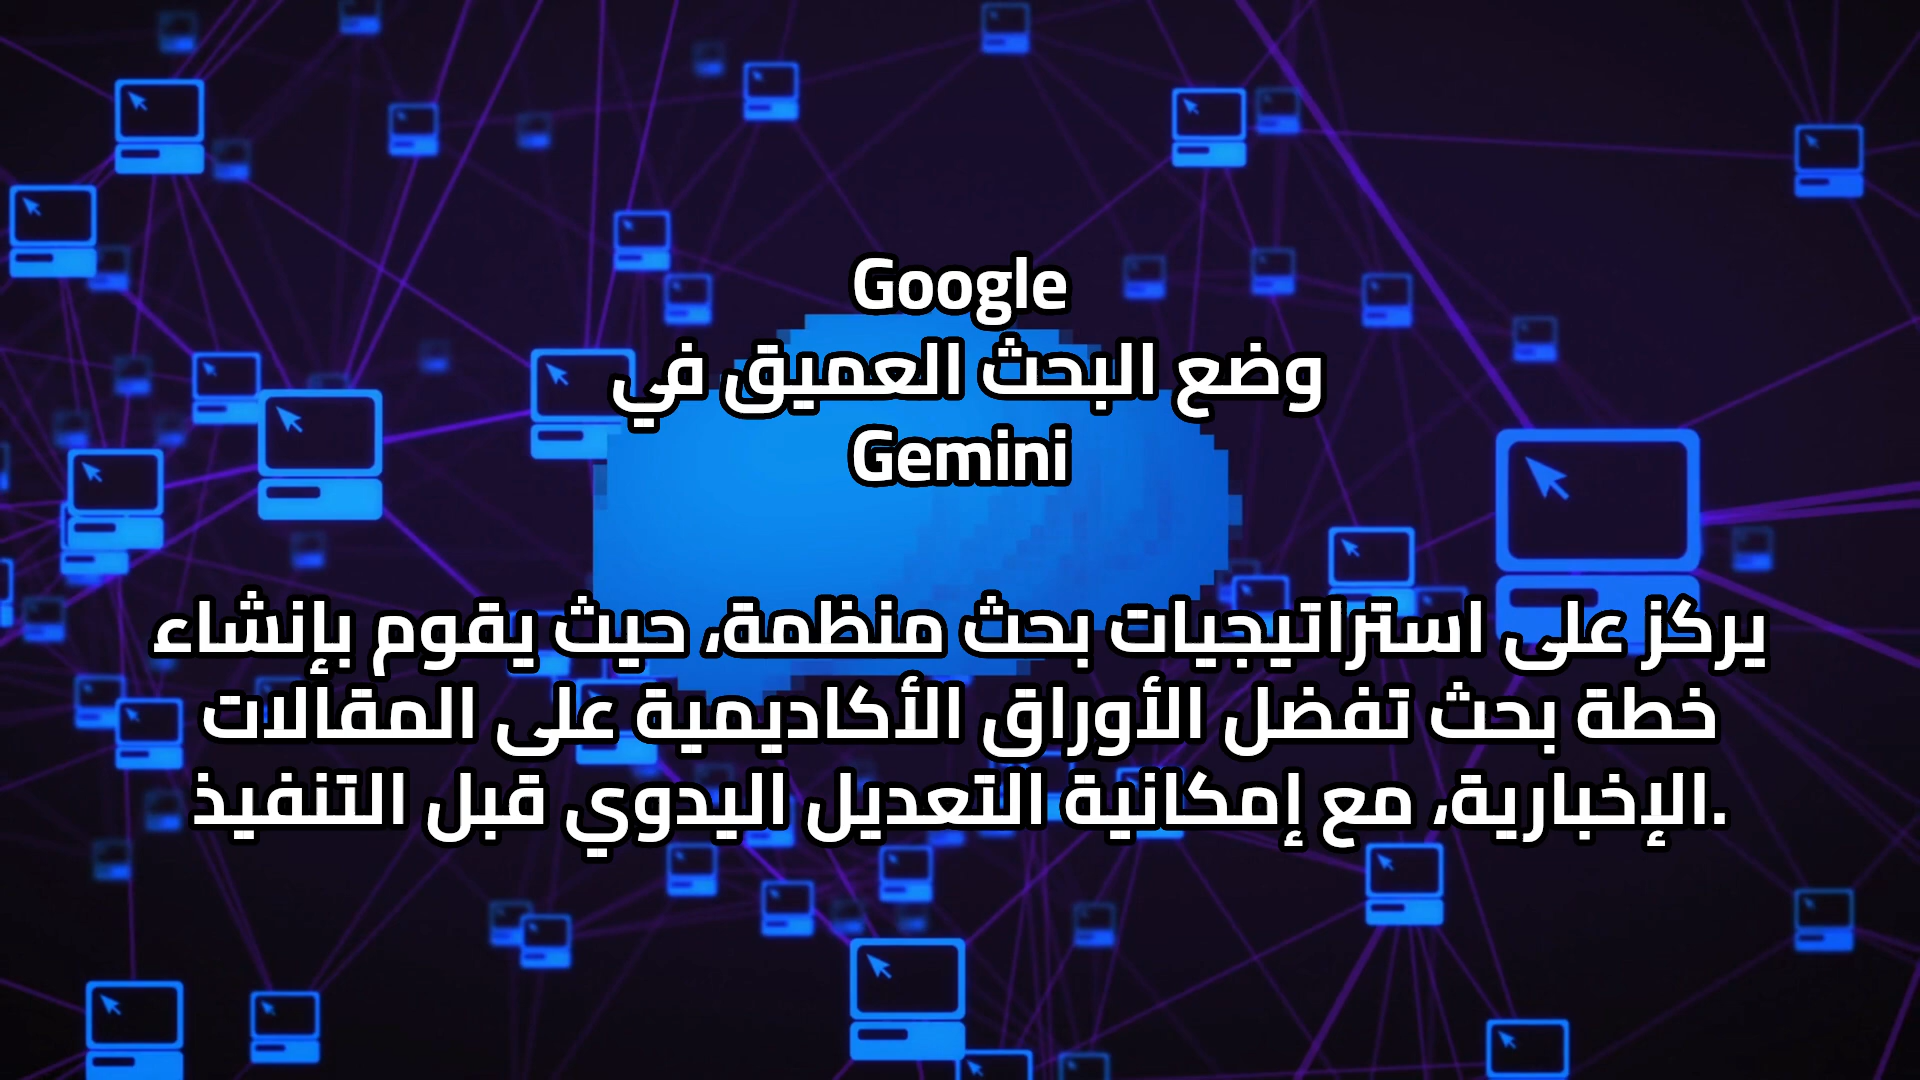 Google
وضع البحث العميق في
Gemini
يركز على استراتيجيات بحث منظمة، حيث يقوم بإنشاء
خطة بحث تفضل الأوراق الأكاديمية على المقالات
الإخبارية، مع إمكانية التعديل اليدوي قبل التنفيذ.